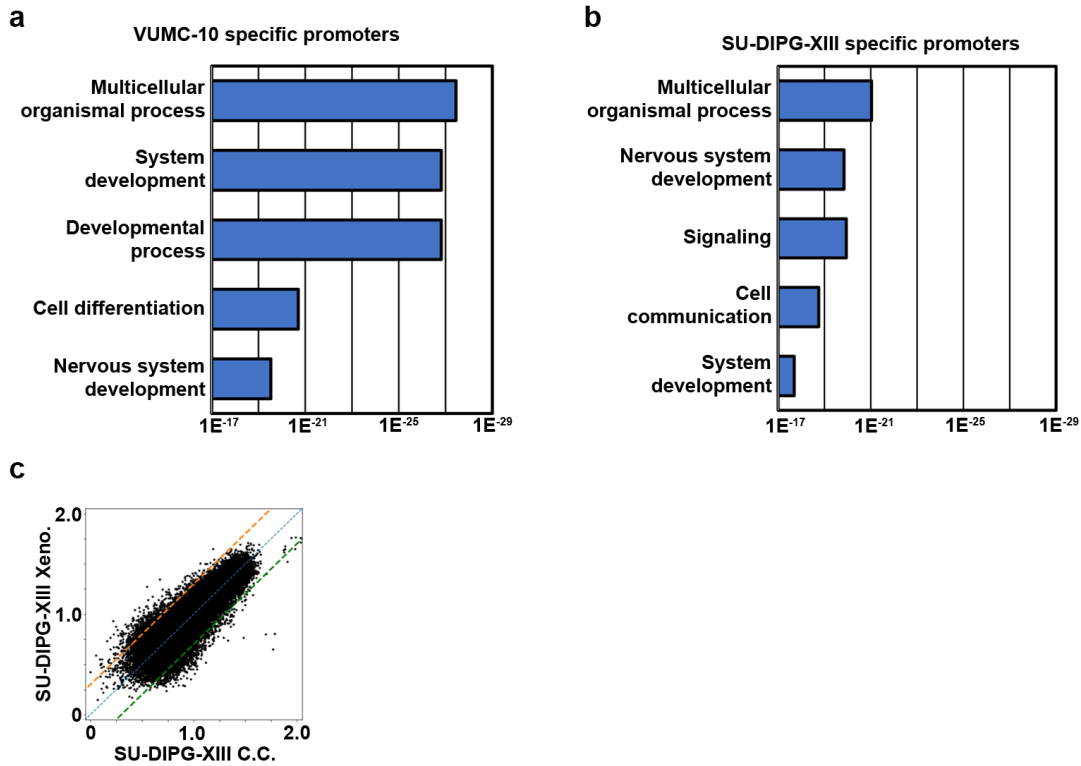 a
VUMC-10 specific promoters
Multicellular
organismal process
System
development
Developmental
process
Cell differentiation
Nervous system
development
1E-17
1E-21
1E-25
1E-29
b
SU-DIPG-XIII specific promoters
Multicellular
organismal process
Nervous system
development
Signaling
Cell
communication
System
development
1E-17
1E-21
1E-25
1E-29
c
SU-DIPG-XIII Xeno.
2.0
1.0
0
0
1.0
2.0
SU-DIPG-XIII C.C.